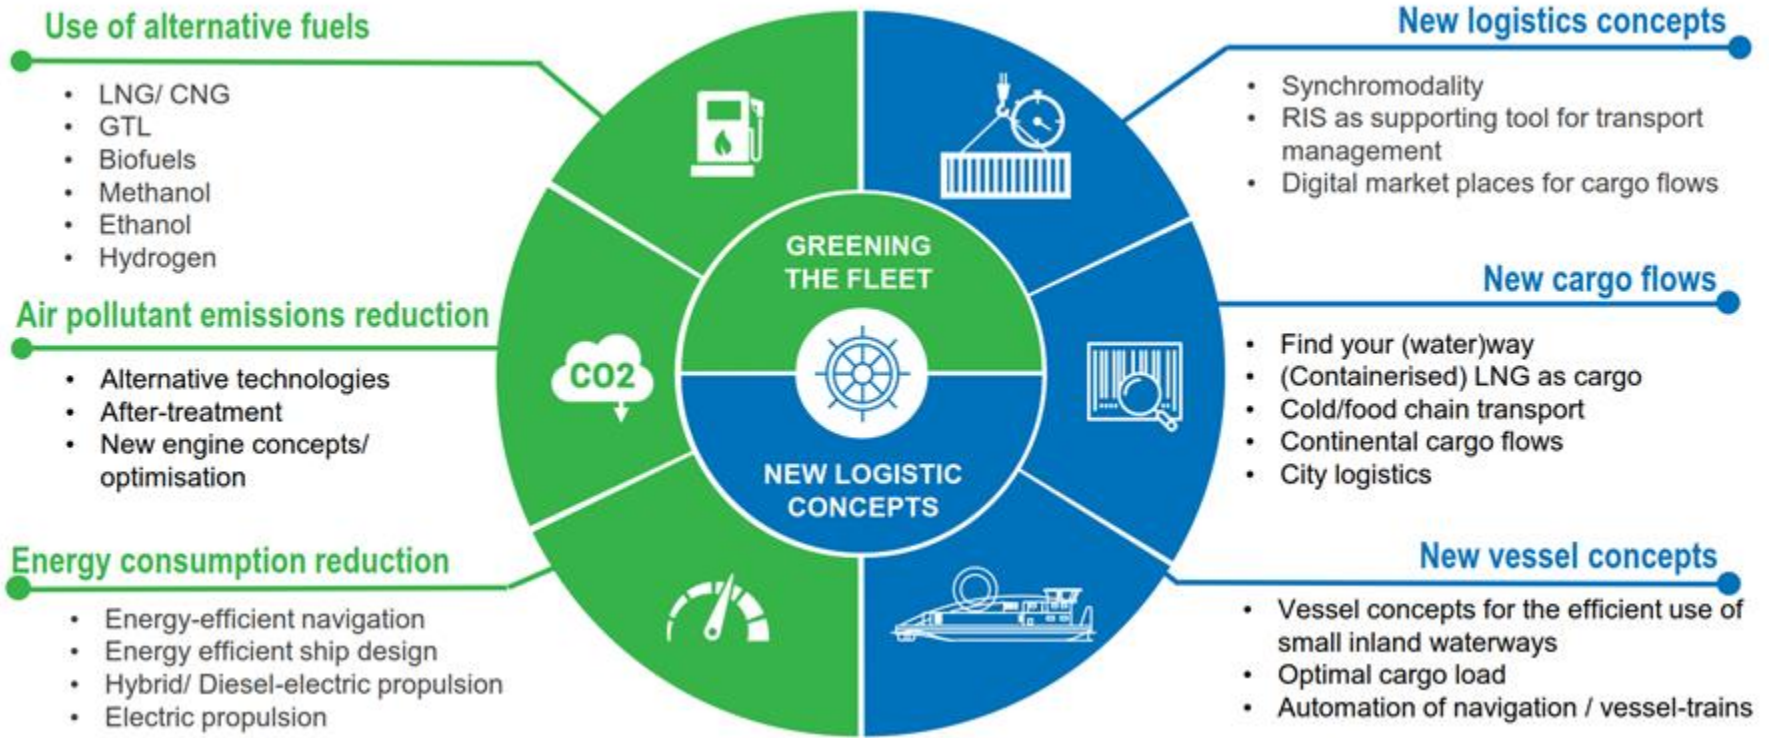 Use of alternative fuels
• LNG/ CNG
• GTL
• Biofuels
• Methanol
• Ethanol
• Hydrogen
Air pollutant emissions reduction
• Alternative technologies
• After-treatment
• New engine concepts/
optimisation
Energy consumption reduction
• Energy-efficient navigation
• Energy efficient ship design
• Hybrid/ Diesel-electric propulsion
• Electric propulsion
CO2
GREENING
THE FLEET
NEW LOGISTIC
CONCEPTS
New logistics concepts
• Synchromodality
• RIS as supporting tool for transport
management
• Digital market places for cargo flows
New cargo flows
• Find your (water)way
• (Containerised) LNG as cargo
• Cold/food chain transport
• Continental cargo flows
• City logistics
New vessel concepts
• Vessel concepts for the efficient use of
small inland waterways
• Optimal cargo load
• Automation of navigation / vessel-trains